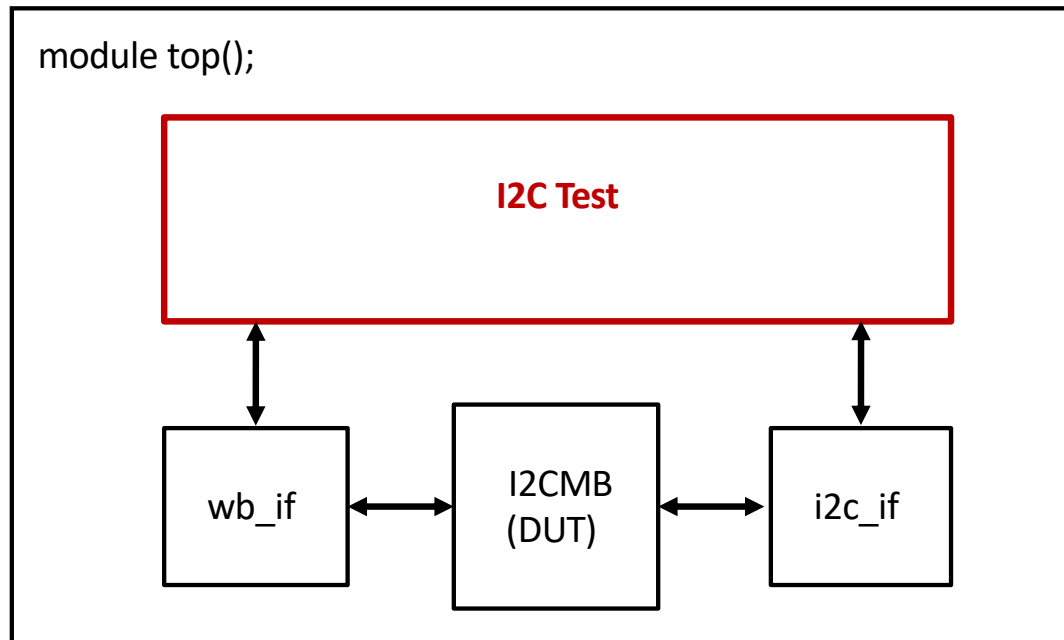 module top();
I2C Test
wb_if
I2CMB
(DUT)
i2c_if